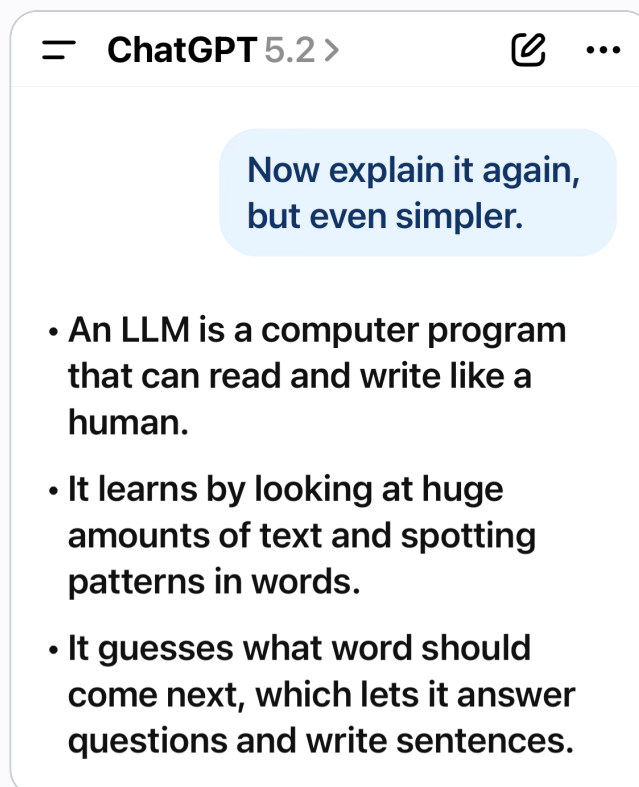 ChatGPT 5.2 >
Now explain it again,
but even simpler.
• An LLM is a computer program
that can read and write like a
human.
• It learns by looking at huge
amounts of text and spotting
patterns in words.
• It guesses what word should
come next, which lets it answer
questions and write sentences.